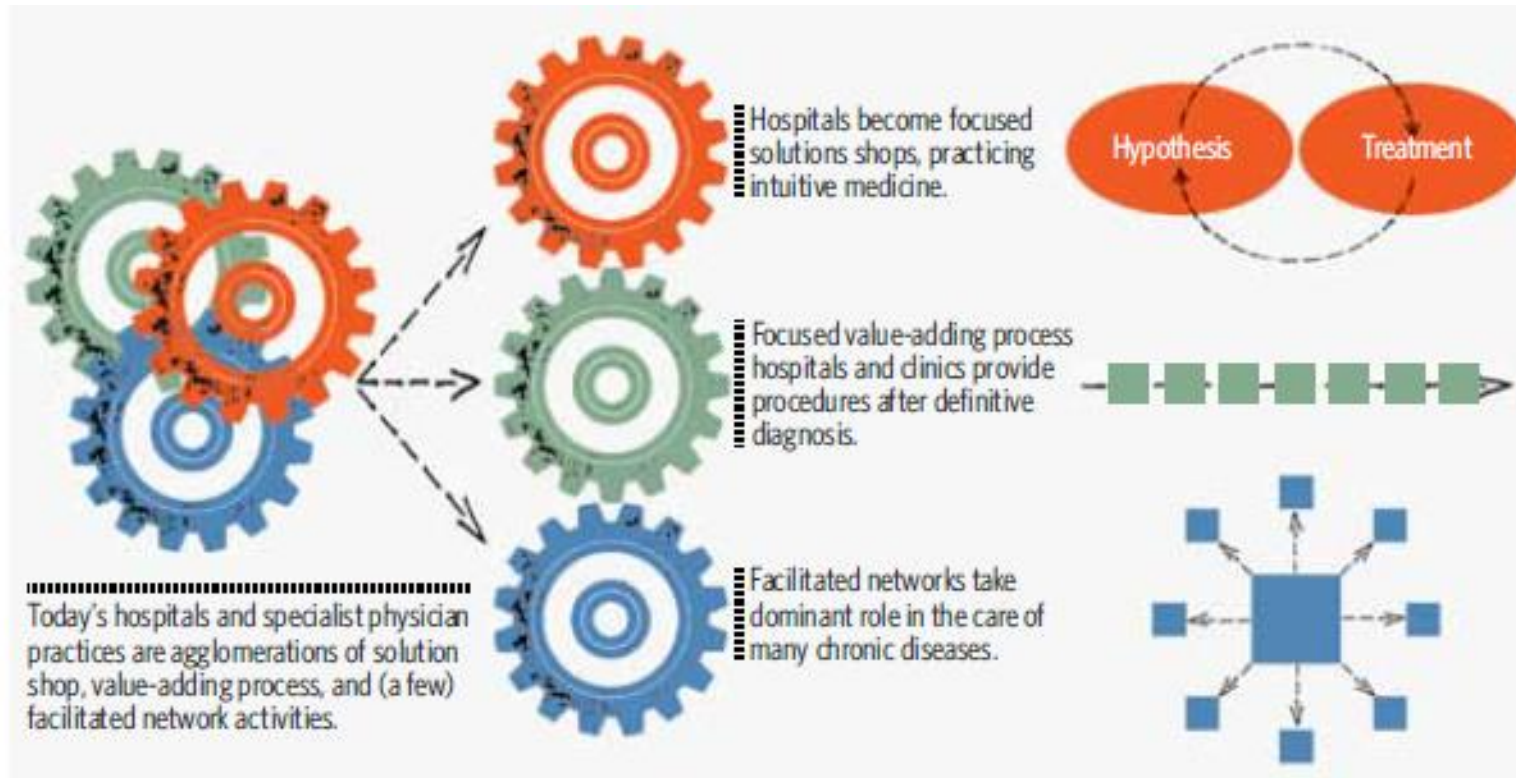 Hospitals become focused
solutions shops, practicing
intuitive medicine.
Hypothesis
Treatment
Focused value-adding process
hospitals and clinics provide
procedures after definitive
diagnosis.
Today's hospitals and specialist physician
practices are agglomerations of solution
shop, value-adding process, and (a few)
facilitated network activities.
Facilitated networks take
dominant role in the care of
many chronic diseases.